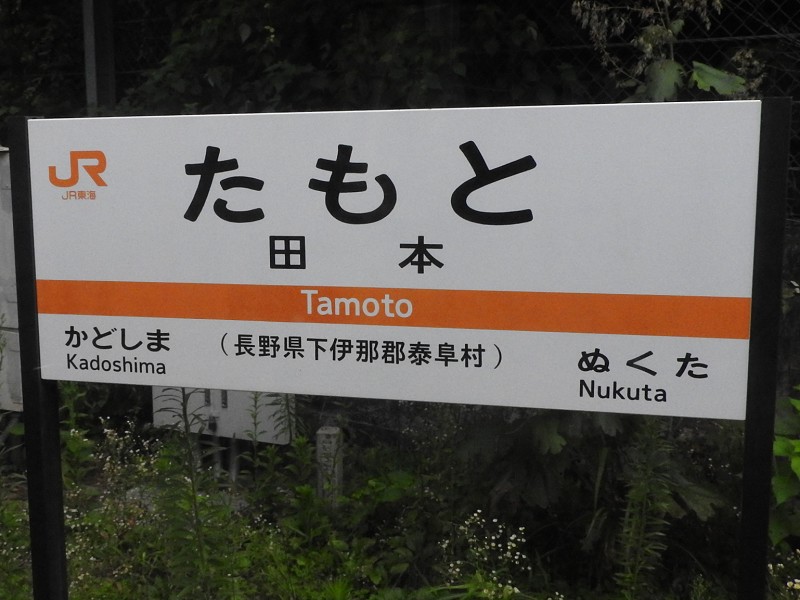 JR
JR東海
たもと
田本
Tamoto
かどしま
Kadoshima
（長野県下伊那郡泰阜村）
ぬくた
Nukuta